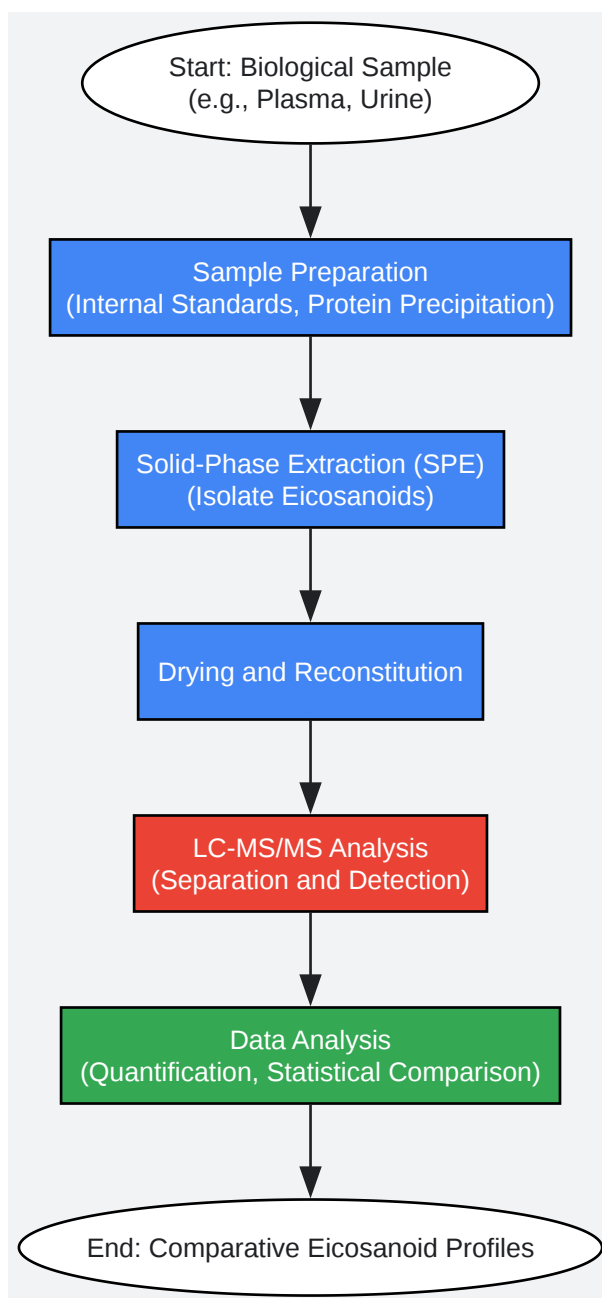 Start: Biological Sample
(e.g., Plasma, Urine)
Sample Preparation
(Internal Standards, Protein Precipitation)
Solid-Phase Extraction (SPE)
(Isolate Eicosanoids)
Drying and Reconstitution
LC-MS/MS Analysis
(Separation and Detection)
Data Analysis
(Quantification, Statistical Comparison)
End: Comparative Eicosanoid Profiles